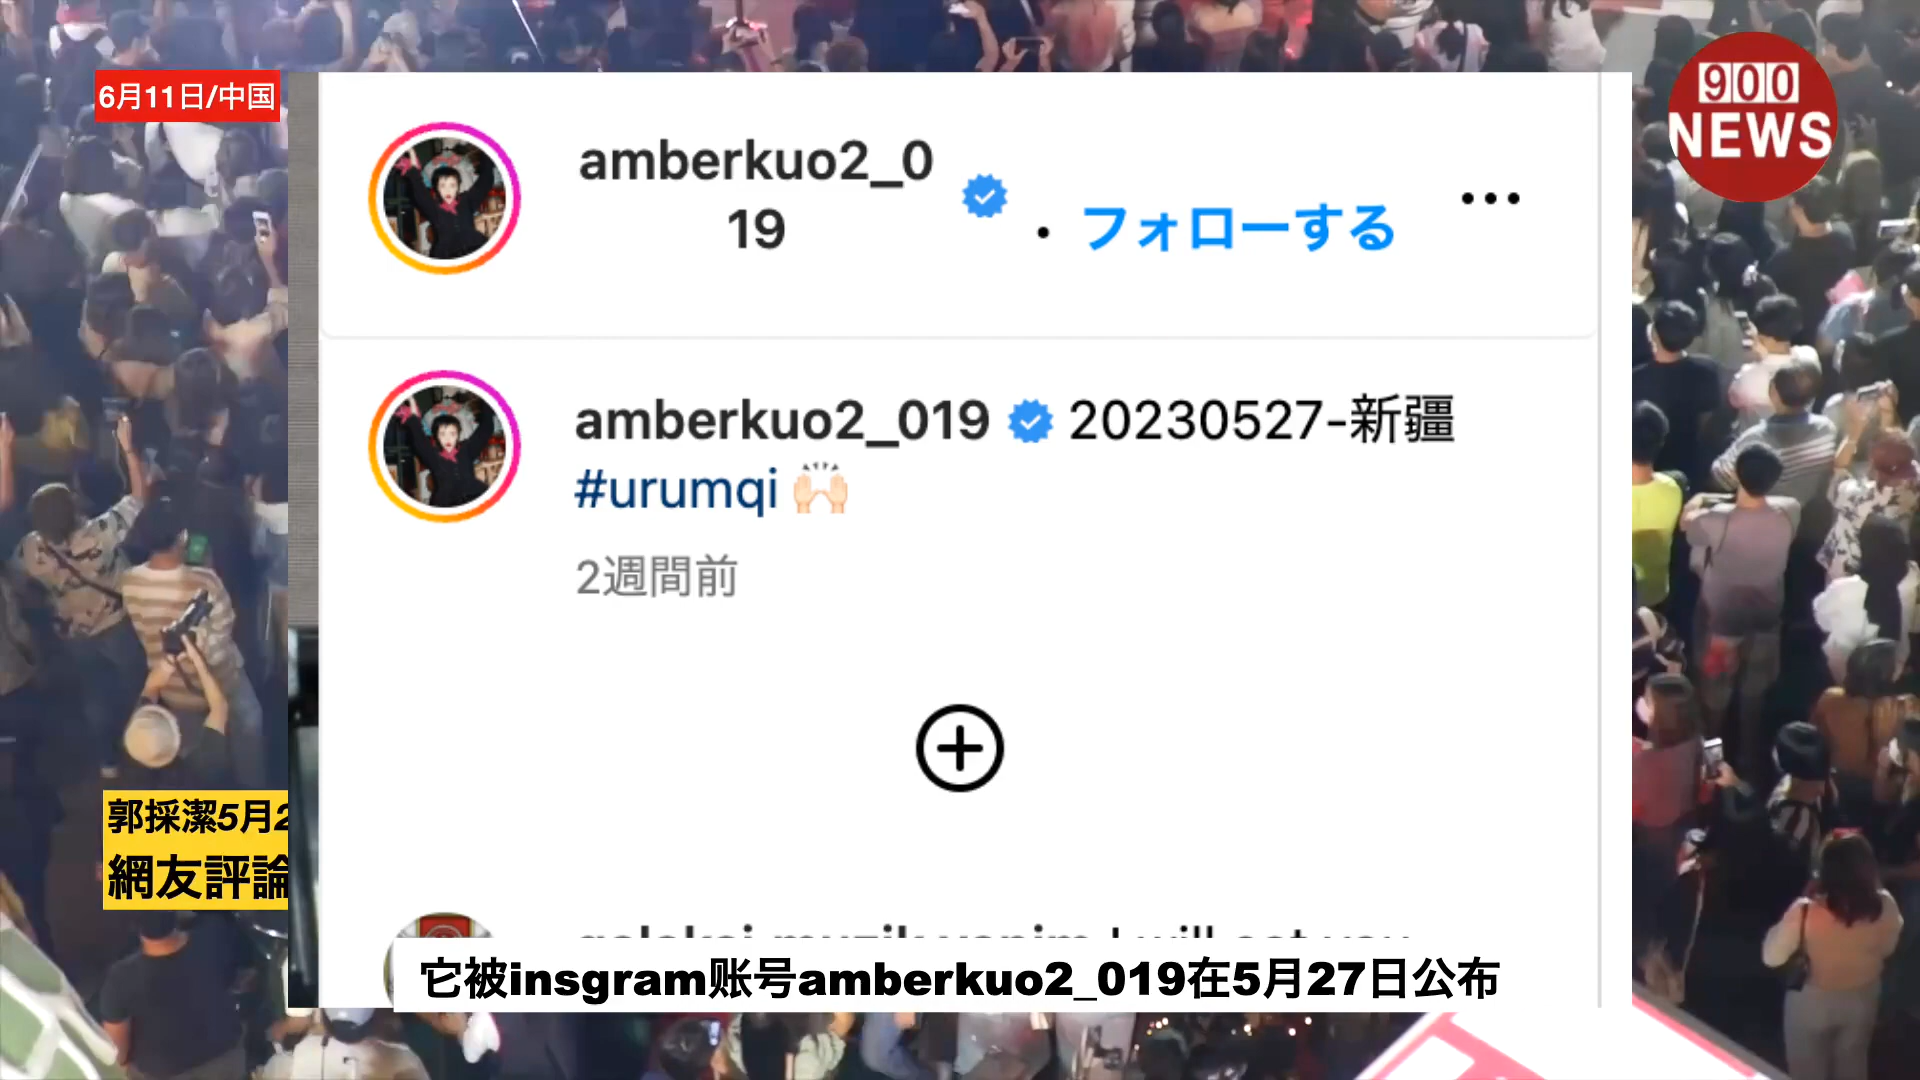 6月11日/中国
900
NEWS
amberkuo2_0
19
• フォローする
amberkuo2_019 20230527-新疆
#urumqi 🙌🏻
2週間前
郭採潔5月2
網友評論
它被insgram账号amberkuo2_019在5月27日公布